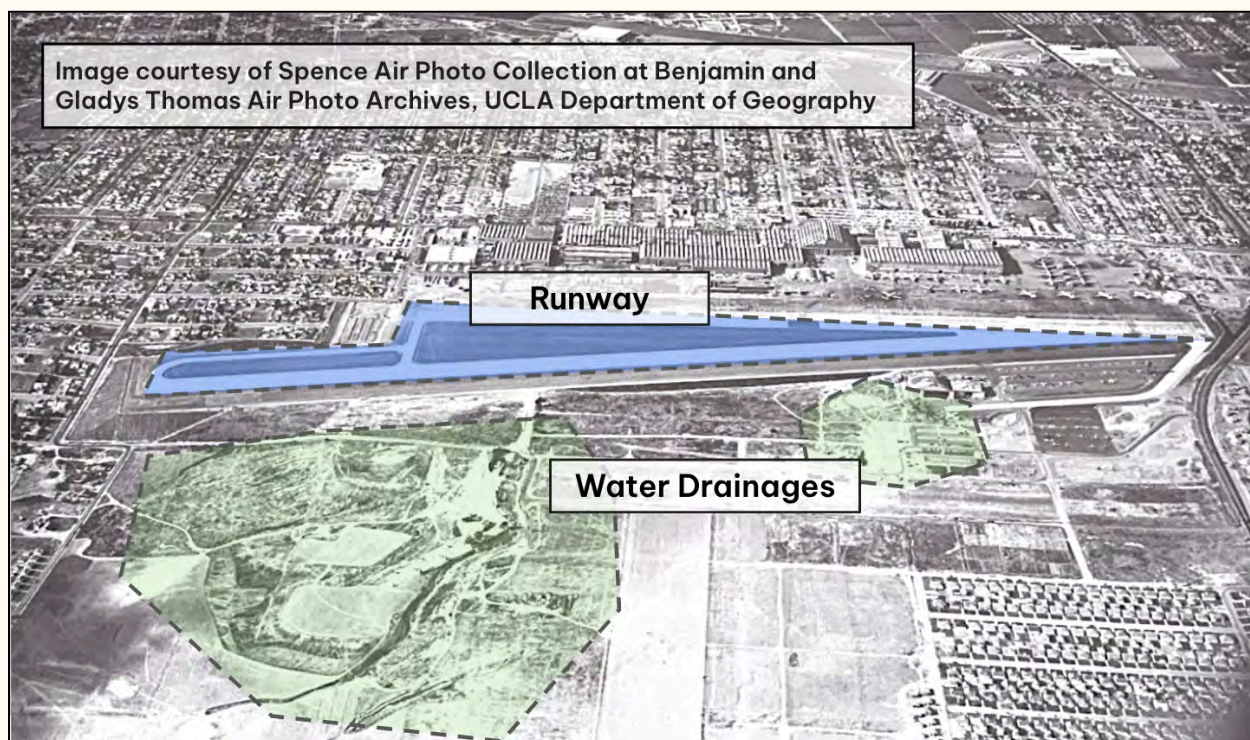 Image courtesy of Spence Air Photo Collection at Benjamin and
Gladys Thomas Air Photo Archives, UCLA Department of Geography
Runway
Water Drainages